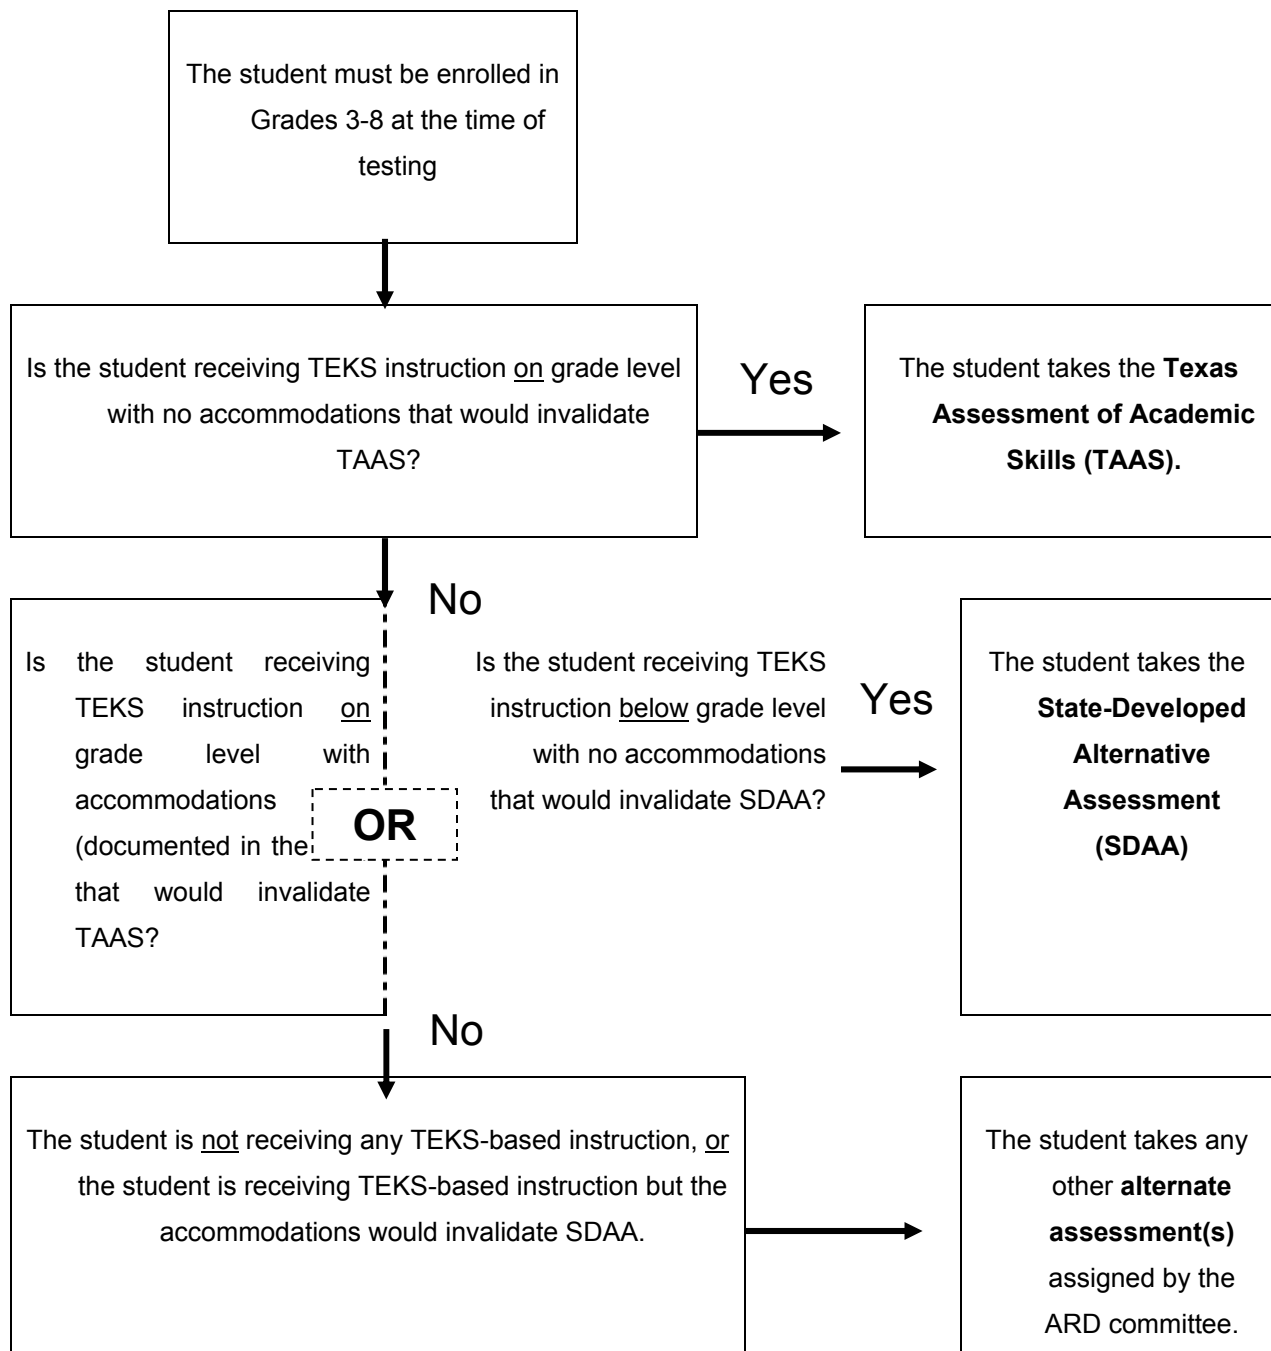 The student must be enrolled in
Grades 3-8 at the time of
testing
Is the student receiving TEKS instruction on grade level
with no accommodations that would invalidate
TAAS?
Yes
The student takes the Texas
Assessment of Academic
Skills (TAAS).
No
Is the student receiving
TEKS instruction on
grade level with
accommodations
(documented in the
that would invalidate
TAAS?
OR
Is the student receiving TEKS
instruction below grade level
with no accommodations
that would invalidate SDAA?
Yes
The student takes the
State-Developed
Alternative
Assessment
(SDAA)
No
The student is not receiving any TEKS-based instruction, or
the student is receiving TEKS-based instruction but the
accommodations would invalidate SDAA.
The student takes any
other alternate
assessment(s)
assigned by the
ARD committee.